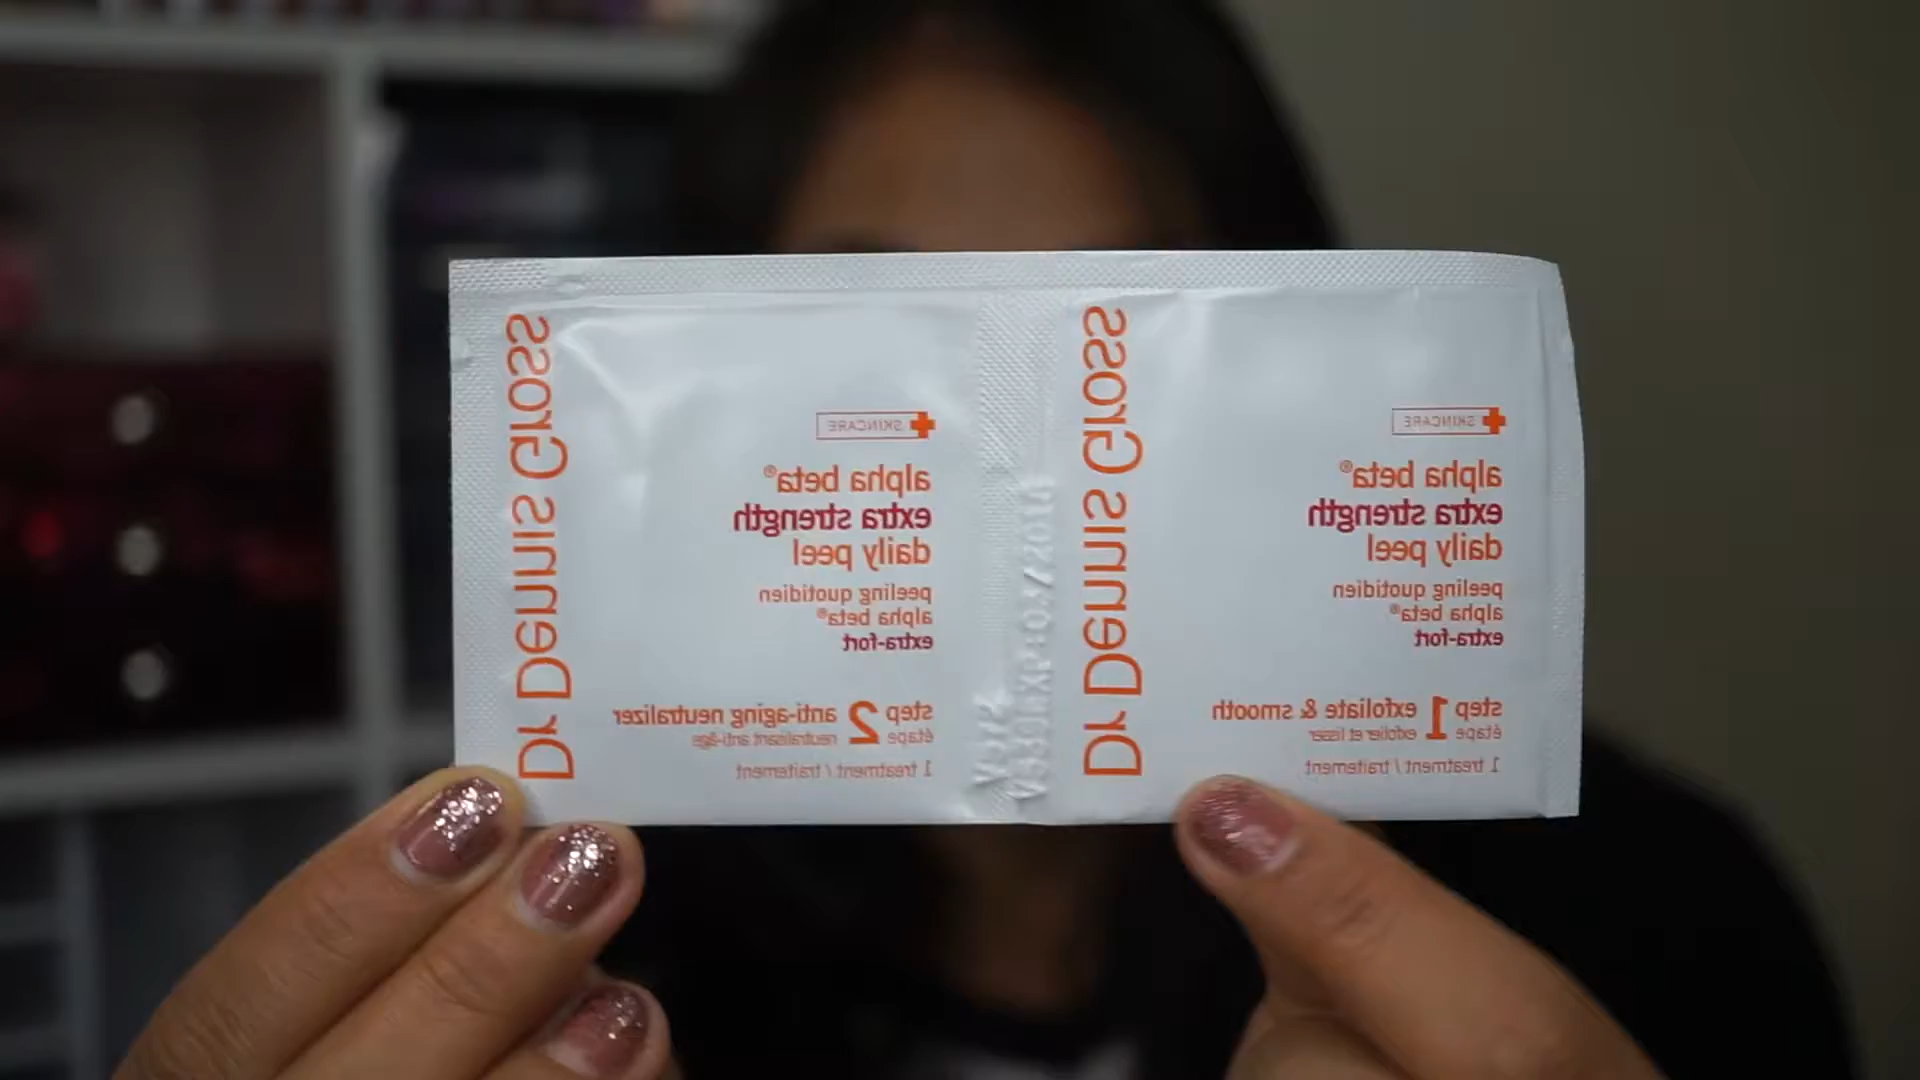 Dr Dennis Gross
SKINCARE
alpha beta®
extra strength
daily peel
peeling quotidien
alpha beta®
extra-fort
step 1 exfoliate & smooth
étape exfolier et lisser
1 treatment / traitement
Dr Dennis Gross
SKINCARE
alpha beta®
extra strength
daily peel
peeling quotidien
alpha beta®
extra-fort
step 2 anti-aging neutralizer
étape neutralisant anti-âge
1 treatment / traitement